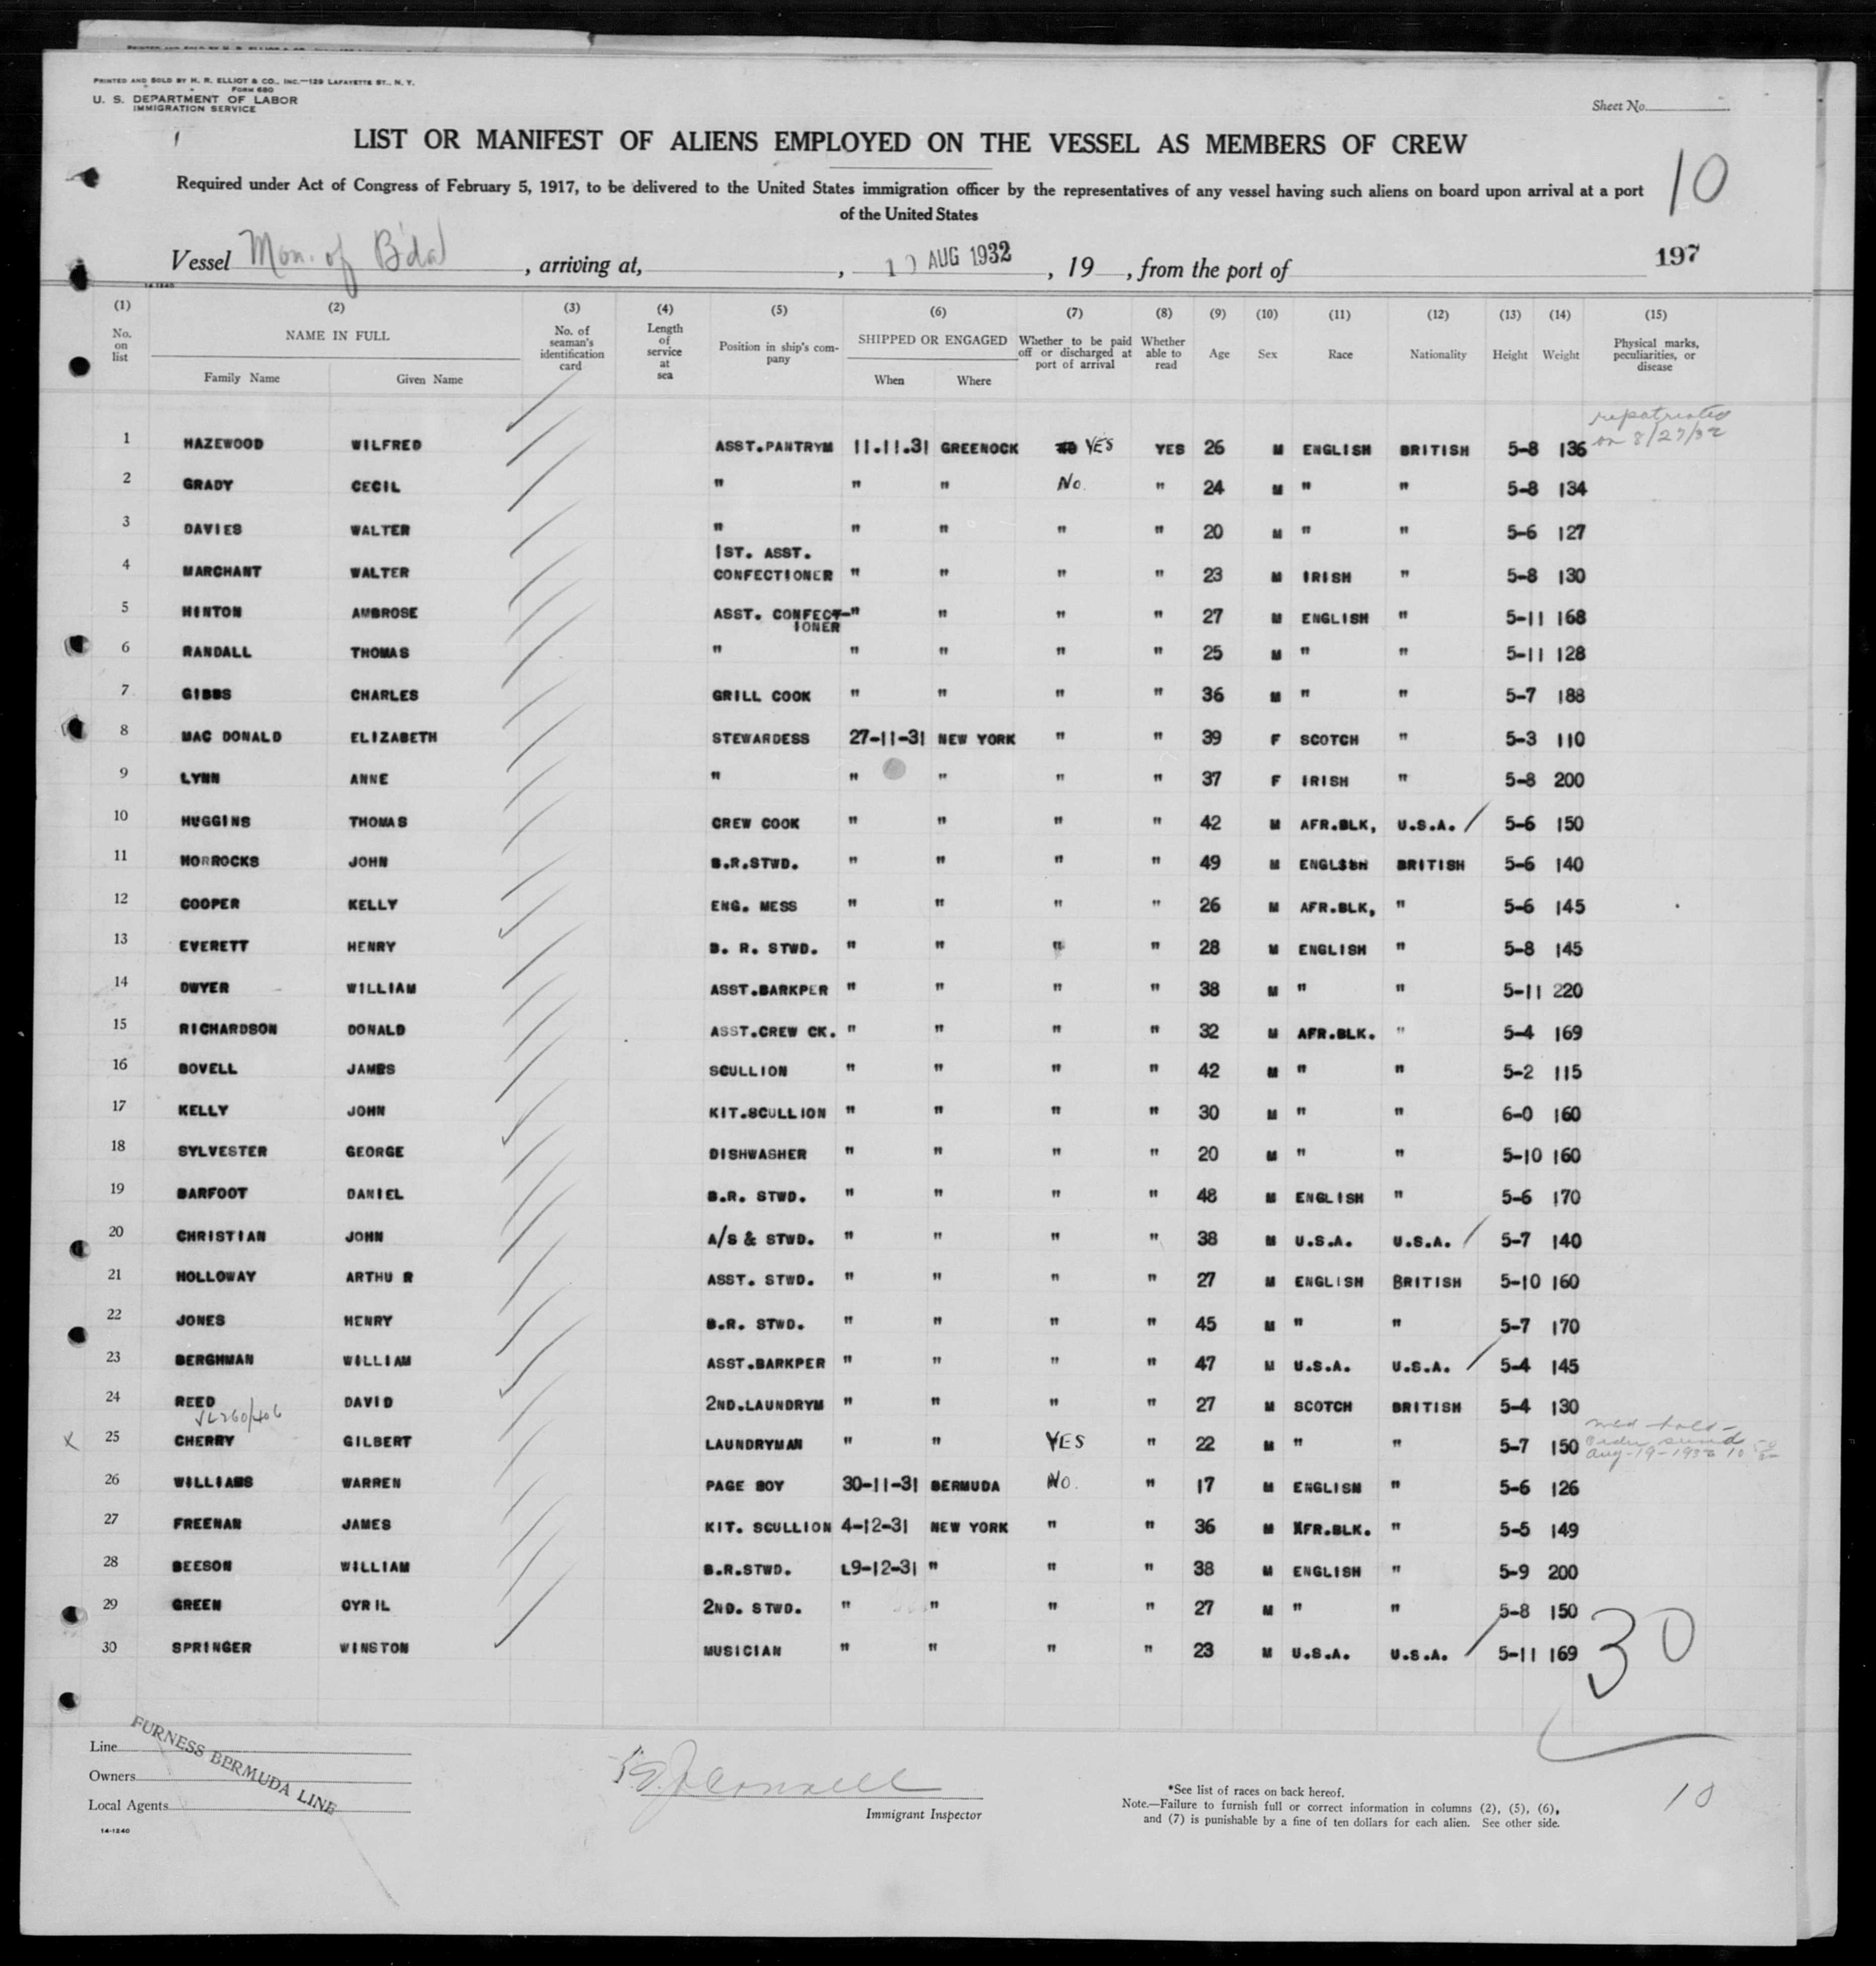 PRINTED AND SOLD BY H. R. ELLIOT & CO., INC.—129 LAFAYETTE ST., N. Y.
FORM 680
U. S. DEPARTMENT OF LABOR
IMMIGRATION SERVICE
Sheet No.
LIST OR MANIFEST OF ALIENS EMPLOYED ON THE VESSEL AS MEMBERS OF CREW
10
Required under Act of Congress of February 5, 1917, to be delivered to the United States immigration officer by the representatives of any vessel having such aliens on board upon arrival at a port
of the United States
Vessel Mon. of B'da , arriving at, , AUG 1932 , 19 , from the port of 197
14-1240
(1) (2) (3) (4) (5) (6) (7) (8) (9) (10) (11) (12) (13) (14) (15)
No. on list NAME IN FULL Family Name Given Name No. of seaman's identification card Length of service at sea Position in ship's company SHIPPED OR ENGAGED When Where Whether to be paid off or discharged at port of arrival Whether able to read Age Sex Race Nationality Height Weight Physical marks, peculiarities, or disease
repatriated
on 8/27/32
1 HAZEWOOD WILFRED ASST.PANTRYM 11.11.31 GREENOCK YES YES 26 M ENGLISH BRITISH 5-8 136
2 GRADY CECIL " " " No. " 24 M " " 5-8 134
3 DAVIES WALTER " " " " " 20 M " " 5-6 127
4 MARCHANT WALTER 1ST. ASST. CONFECTIONER " " " " 23 M IRISH " 5-8 130
5 HINTON AMBROSE ASST. CONFECT-IONER " " " " 27 M ENGLISH " 5-11 168
6 RANDALL THOMAS " " " " " 25 M " " 5-11 128
7 GIBBS CHARLES GRILL COOK " " " " 36 M " " 5-7 188
8 MAC DONALD ELIZABETH STEWARDESS 27-11-31 NEW YORK " " 39 F SCOTCH " 5-3 110
9 LYNN ANNE " " " " " 37 F IRISH " 5-8 200
10 HUGGINS THOMAS CREW COOK " " " " 42 M AFR.BLK, U.S.A. 5-6 150
11 HORROCKS JOHN B.R.STWD. " " " " 49 M ENGLSSH BRITISH 5-6 140
12 COOPER KELLY ENG. MESS " " " " 26 M AFR.BLK, " 5-6 145
13 EVERETT HENRY B. R. STWD. " " " " 28 M ENGLISH " 5-8 145
14 DWYER WILLIAM ASST.BARKPER " " " " 38 M " " 5-11 220
15 RICHARDSON DONALD ASST.CREW CK. " " " " 32 M AFR.BLK. " 5-4 169
16 BOVELL JAMES SCULLION " " " " 42 M " " 5-2 115
17 KELLY JOHN KIT.SCULLION " " " " 30 M " " 6-0 160
18 SYLVESTER GEORGE DISHWASHER " " " " 20 M " " 5-10 160
19 BARFOOT DANIEL B.R. STWD. " " " " 48 M ENGLISH " 5-6 170
20 CHRISTIAN JOHN A/S & STWD. " " " " 38 M U.S.A. U.S.A. 5-7 140
21 HOLLOWAY ARTHU R ASST. STWD. " " " " 27 M ENGLISH BRITISH 5-10 160
22 JONES HENRY B.R. STWD. " " " " 45 M " " 5-7 170
23 BERGHMAN WILLIAM ASST.BARKPER " " " " 47 M U.S.A. U.S.A. 5-4 145
24 REED DAVID 2ND.LAUNDRYM " " " " 27 M SCOTCH BRITISH 5-4 130
25 CHERRY GILBERT LAUNDRYMAN " " YES " 22 M " " 5-7 150
Aug-19-1932
26 WILLIAMS WARREN PAGE BOY 30-11-31 BERMUDA No. " 17 M ENGLISH " 5-6 126
27 FREENAN JAMES KIT. SCULLION 4-12-31 NEW YORK " " 36 M AFR.BLK. " 5-5 149
28 BEESON WILLIAM B.R.STWD. L9-12-31 " " " 38 M ENGLISH " 5-9 200
29 GREEN CYRIL 2ND. STWD. " " " " 27 M " " 5-8 150
30 SPRINGER WINSTON MUSICIAN " " " " 23 M U.S.A. U.S.A. 5-11 169
30
Line
Owners
Local Agents
FURNESS BERMUDA LINE
14-1240
Immigrant Inspector
*See list of races on back hereof.
Note.—Failure to furnish full or correct information in columns (2), (5), (6),
and (7) is punishable by a fine of ten dollars for each alien. See other side.
10